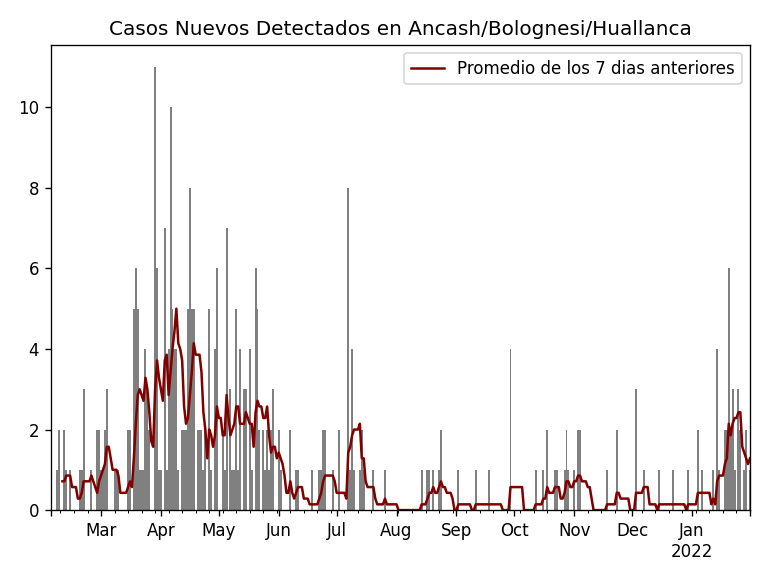 Casos Nuevos Detectados en Ancash/Bolognesi/Huallanca
Promedio de los 7 dias anteriores
10
8
6
4
2
0
Mar Apr May Jun Jul Aug Sep Oct Nov Dec Jan
2022